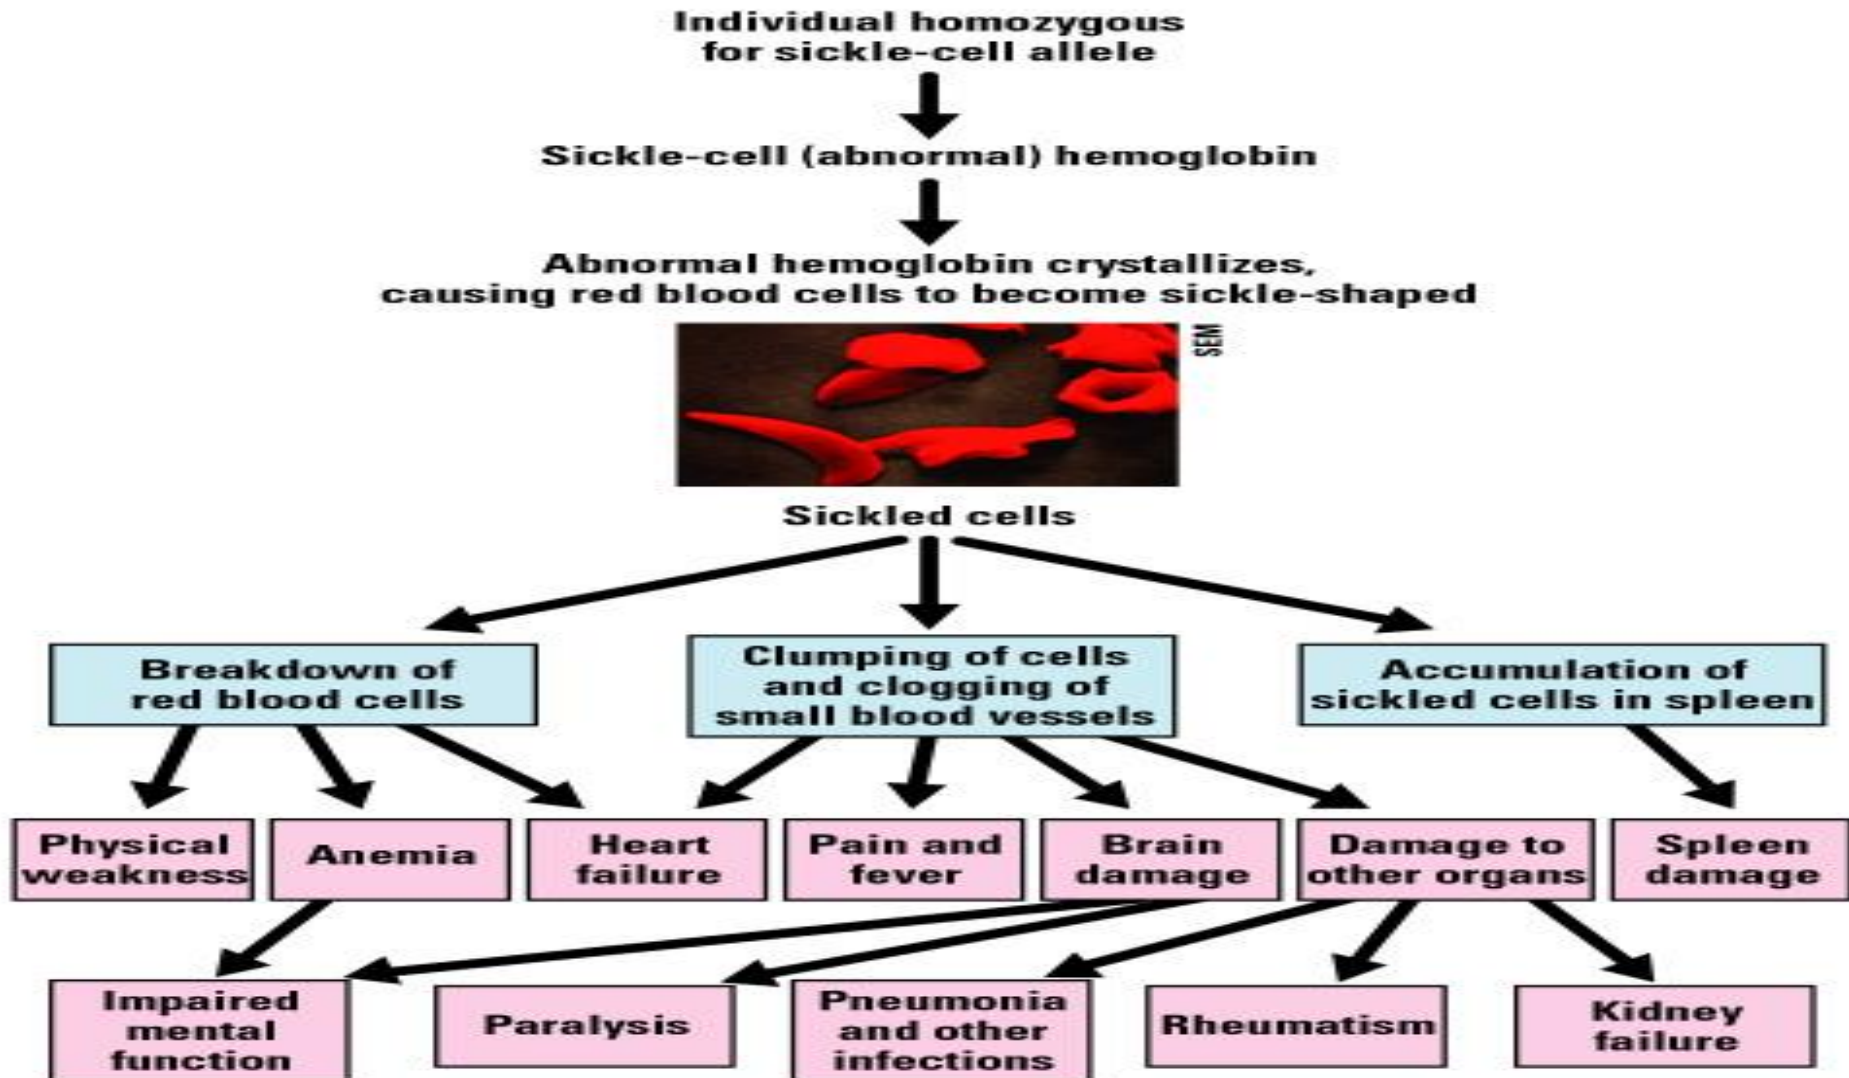 Individual homozygous
for sickle-cell allele
Sickle-cell (abnormal) hemoglobin
Abnormal hemoglobin crystallizes,
causing red blood cells to become sickle-shaped
SEM
Sickled cells
Breakdown of
red blood cells
Clumping of cells
and clogging of
small blood vessels
Accumulation of
sickled cells in spleen
Physical
weakness
Anemia
Heart
failure
Pain and
fever
Brain
damage
Damage to
other organs
Spleen
damage
Impaired
mental
function
Paralysis
Pneumonia
and other
infections
Rheumatism
Kidney
failure